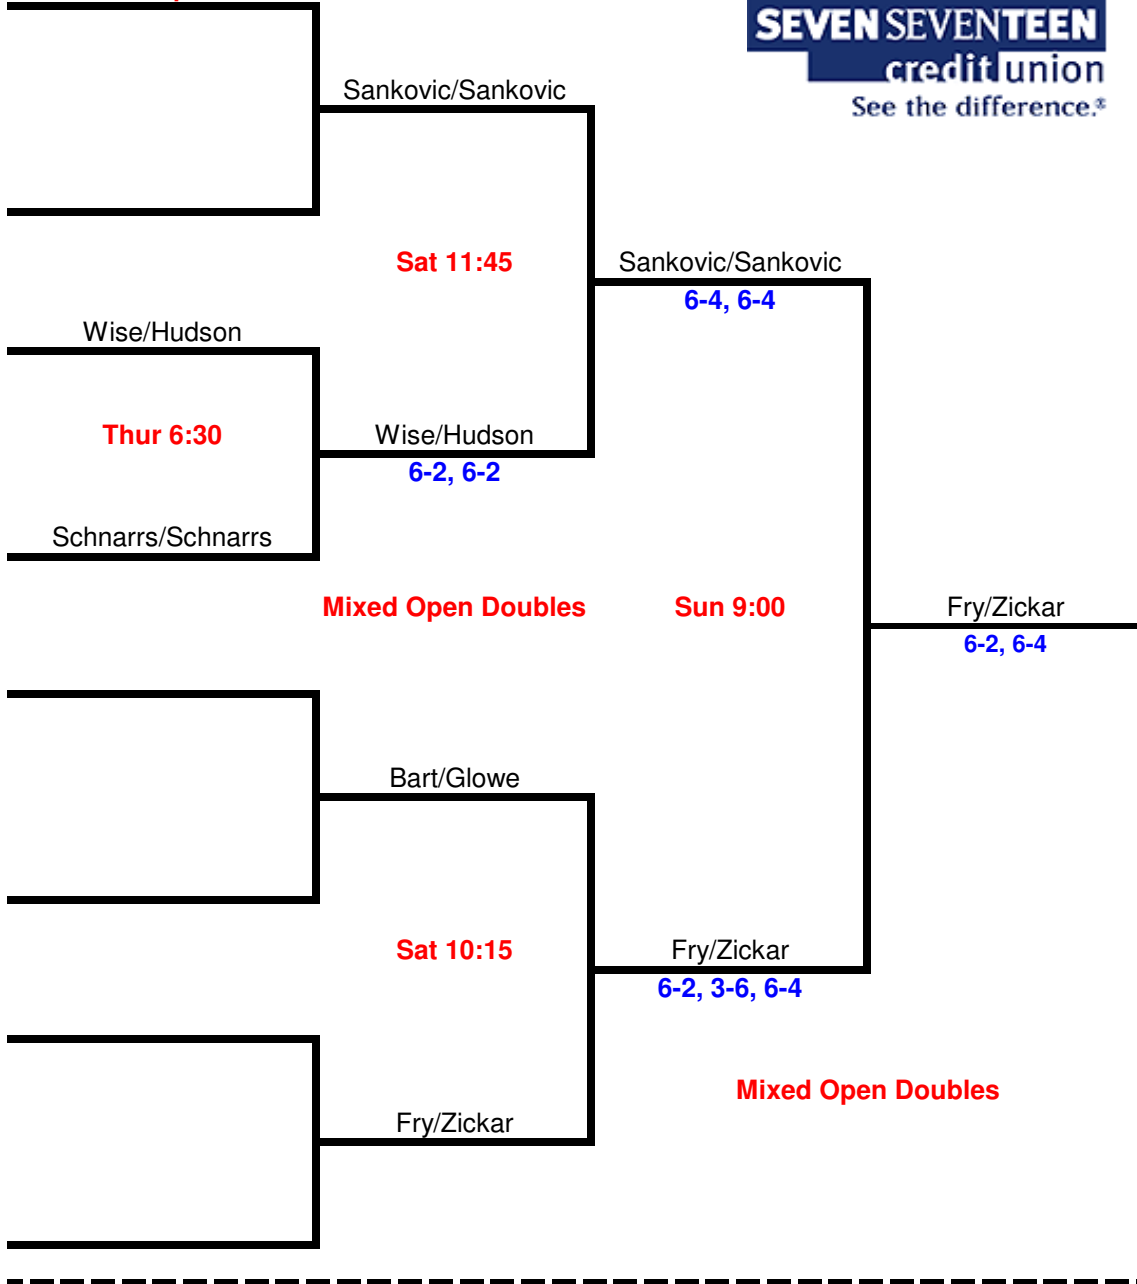 SEVEN SEVENTEEN
credit union
See the difference.®
Sankovic/Sankovic
Sat 11:45
Sankovic/Sankovic
6-4, 6-4
Wise/Hudson
Thur 6:30
Wise/Hudson
6-2, 6-2
Schnarrs/Schnarrs
Mixed Open Doubles
Sun 9:00
Fry/Zickar
6-2, 6-4
Bart/Glowe
Sat 10:15
Fry/Zickar
6-2, 3-6, 6-4
Mixed Open Doubles
Fry/Zickar